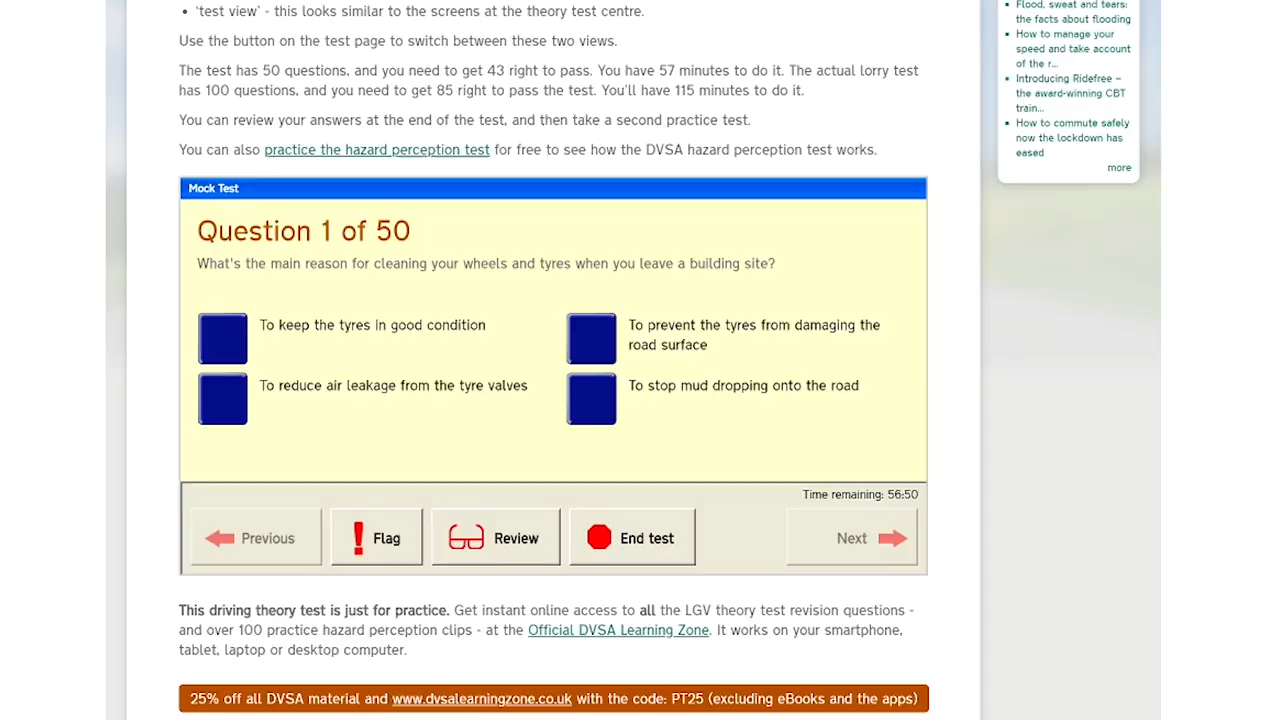 • 'test view' - this looks similar to the screens at the theory test centre.
Use the button on the test page to switch between these two views.
The test has 50 questions, and you need to get 43 right to pass. You have 57 minutes to do it. The actual lorry test
has 100 questions, and you need to get 85 right to pass the test. You'll have 115 minutes to do it.
You can review your answers at the end of the test, and then take a second practice test.
You can also practice the hazard perception test for free to see how the DVSA hazard perception test works.
Mock Test
Question 1 of 50
What's the main reason for cleaning your wheels and tyres when you leave a building site?
To keep the tyres in good condition
To prevent the tyres from damaging the
road surface
To reduce air leakage from the tyre valves
To stop mud dropping onto the road
Time remaining: 56:50
Previous
Flag
Review
End test
Next
This driving theory test is just for practice. Get instant online access to all the LGV theory test revision questions -
and over 100 practice hazard perception clips - at the Official DVSA Learning Zone. It works on your smartphone,
tablet, laptop or desktop computer.
25% off all DVSA material and www.dvsalearningzone.co.uk with the code: PT25 (excluding eBooks and the apps)
• Flood, sweat and tears:
the facts about flooding
• How to manage your
speed and take account
of the r...
• Introducing Ridefree –
the award-winning CBT
train...
• How to commute safely
now the lockdown has
eased
more